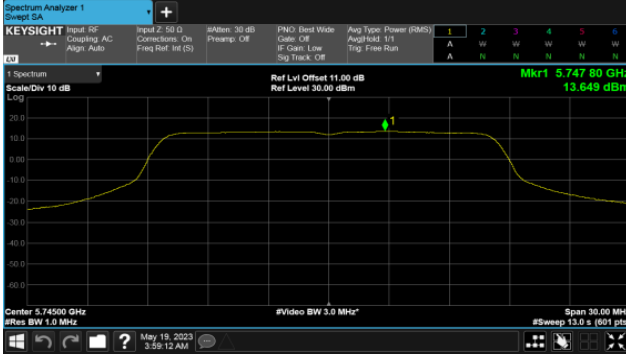 Spectrum Analyzer 1
Swept SA
KEYSIGHT
Input: RF
Coupling: AC
Align: Auto
Input Z: 50 Ω
Corrections: On
Freq Ref: Int (S)
#Atten: 30 dB
Preamp: Off
PNO: Best Wide
Gate: Off
IF Gain: Low
Sig Track: Off
Avg Type: Power (RMS)
Avg|Hold: 1/1
Trig: Free Run
1 2 3 4 5 6
A W W W W W
A N N N N N
LXI
1 Spectrum
Scale/Div 10 dB
Log
Ref Lvl Offset 11.00 dB
Ref Level 30.00 dBm
Mkr1 5.747 80 GHz
13.649 dBm
1
20.0
10.0
0.00
-10.0
-20.0
-30.0
-40.0
-50.0
-60.0
Center 5.74500 GHz
#Res BW 1.0 MHz
#Video BW 3.0 MHz*
Span 30.00 MH
#Sweep 13.0 s (601 pts
May 19, 2023
3:59:12 AM